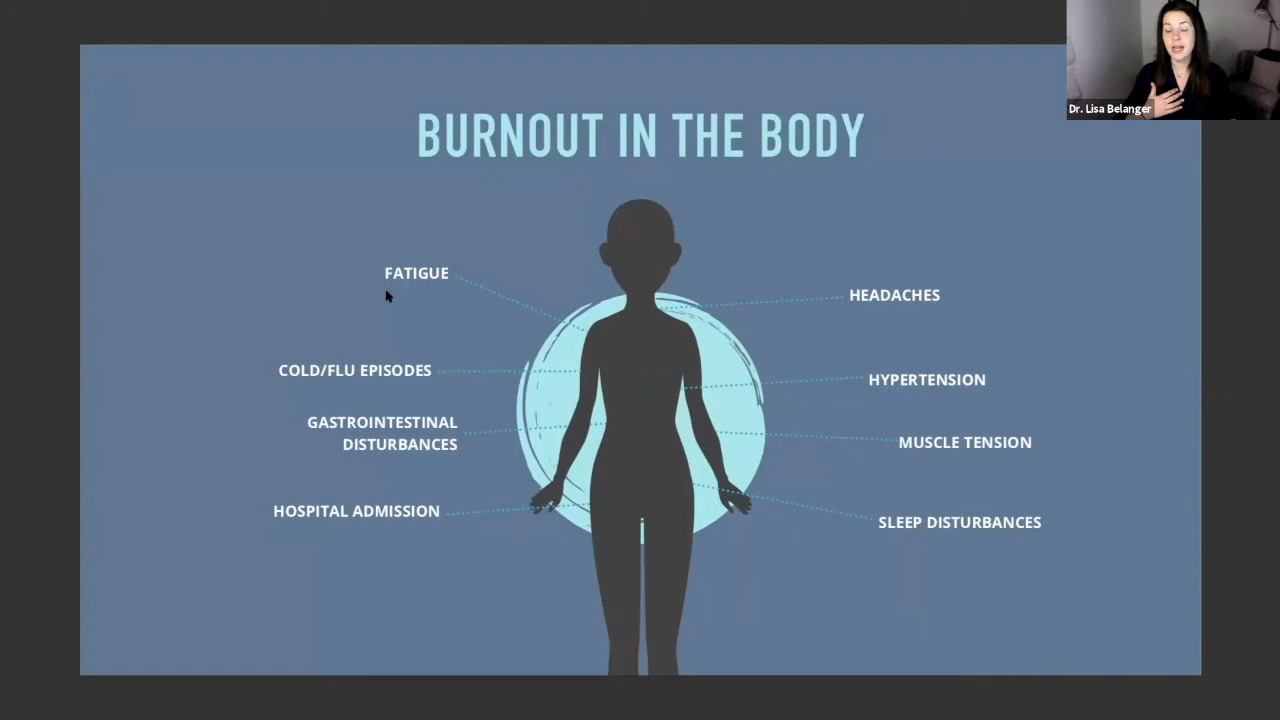 Dr. Lisa Belanger
BURNOUT IN THE BODY
FATIGUE
HEADACHES
COLD/FLU EPISODES
HYPERTENSION
GASTROINTESTINAL
DISTURBANCES
MUSCLE TENSION
HOSPITAL ADMISSION
SLEEP DISTURBANCES